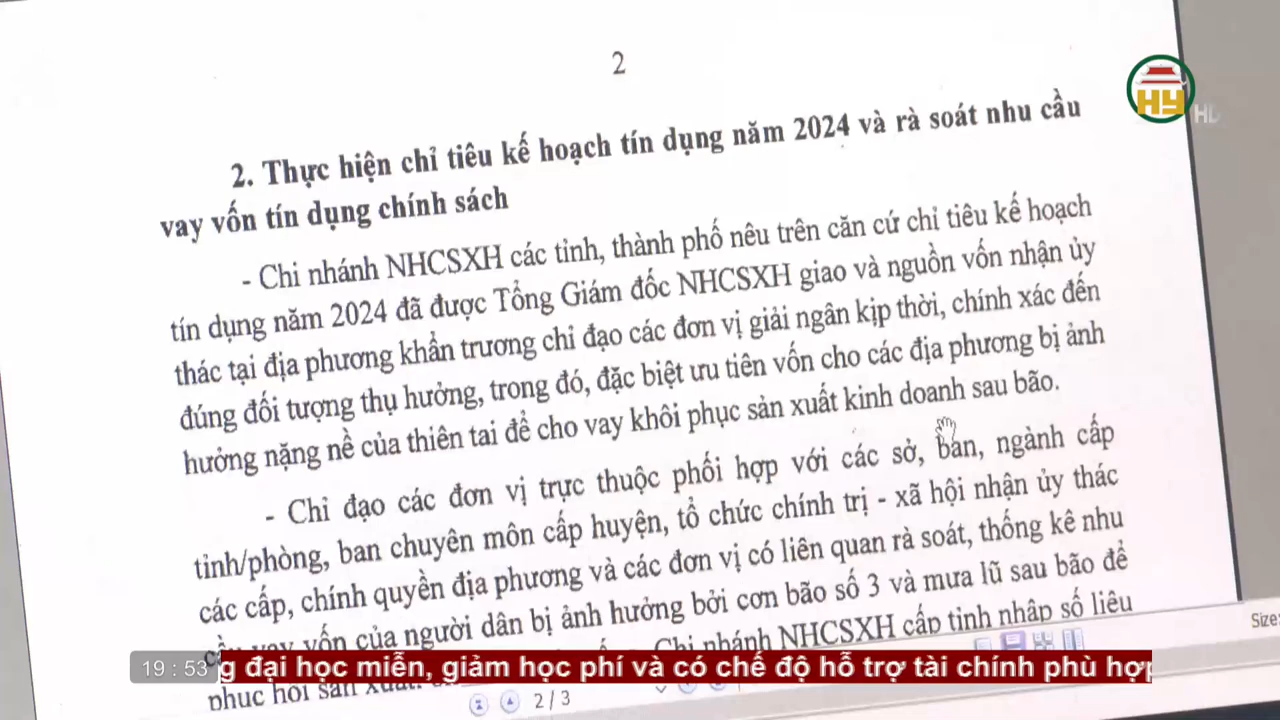 2
HY
HD
2. Thực hiện chỉ tiêu kế hoạch tín dụng năm 2024 và rà soát nhu cầu
vay vốn tín dụng chính sách
- Chi nhánh NHCSXH các tỉnh, thành phố nêu trên căn cứ chỉ tiêu kế hoạch
tín dụng năm 2024 đã được Tổng Giám đốc NHCSXH giao và nguồn vốn nhận ủy
thác tại địa phương khẩn trương chỉ đạo các đơn vị giải ngân kịp thời, chính xác đến
đúng đối tượng thụ hưởng, trong đó, đặc biệt ưu tiên vốn cho các địa phương bị ảnh
hưởng nặng nề của thiên tai để cho vay khôi phục sản xuất kinh doanh sau bão.
- Chỉ đạo các đơn vị trực thuộc phối hợp với các sở, ban, ngành cấp
tỉnh/phòng, ban chuyên môn cấp huyện, tổ chức chính trị - xã hội nhận ủy thác
các cấp, chính quyền địa phương và các đơn vị có liên quan rà soát, thống kê nhu
vay vốn của người dân bị ảnh hưởng bởi cơn bão số 3 và mưa lũ sau bão để
Chi nhánh NHCSXH cấp tỉnh nhập số liệu
phục hồi sản xuất
Size:
19 : 53
g đại học miễn, giảm học phí và có chế độ hỗ trợ tài chính phù hợp
2 / 3